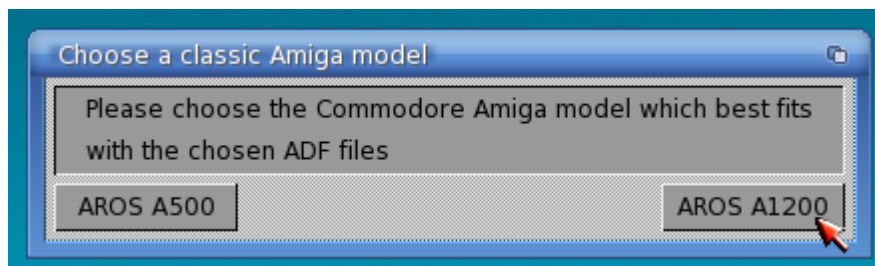 Choose a classic Amiga model
Please choose the Commodore Amiga model which best fits
with the chosen ADF files
AROS A500
AROS A1200